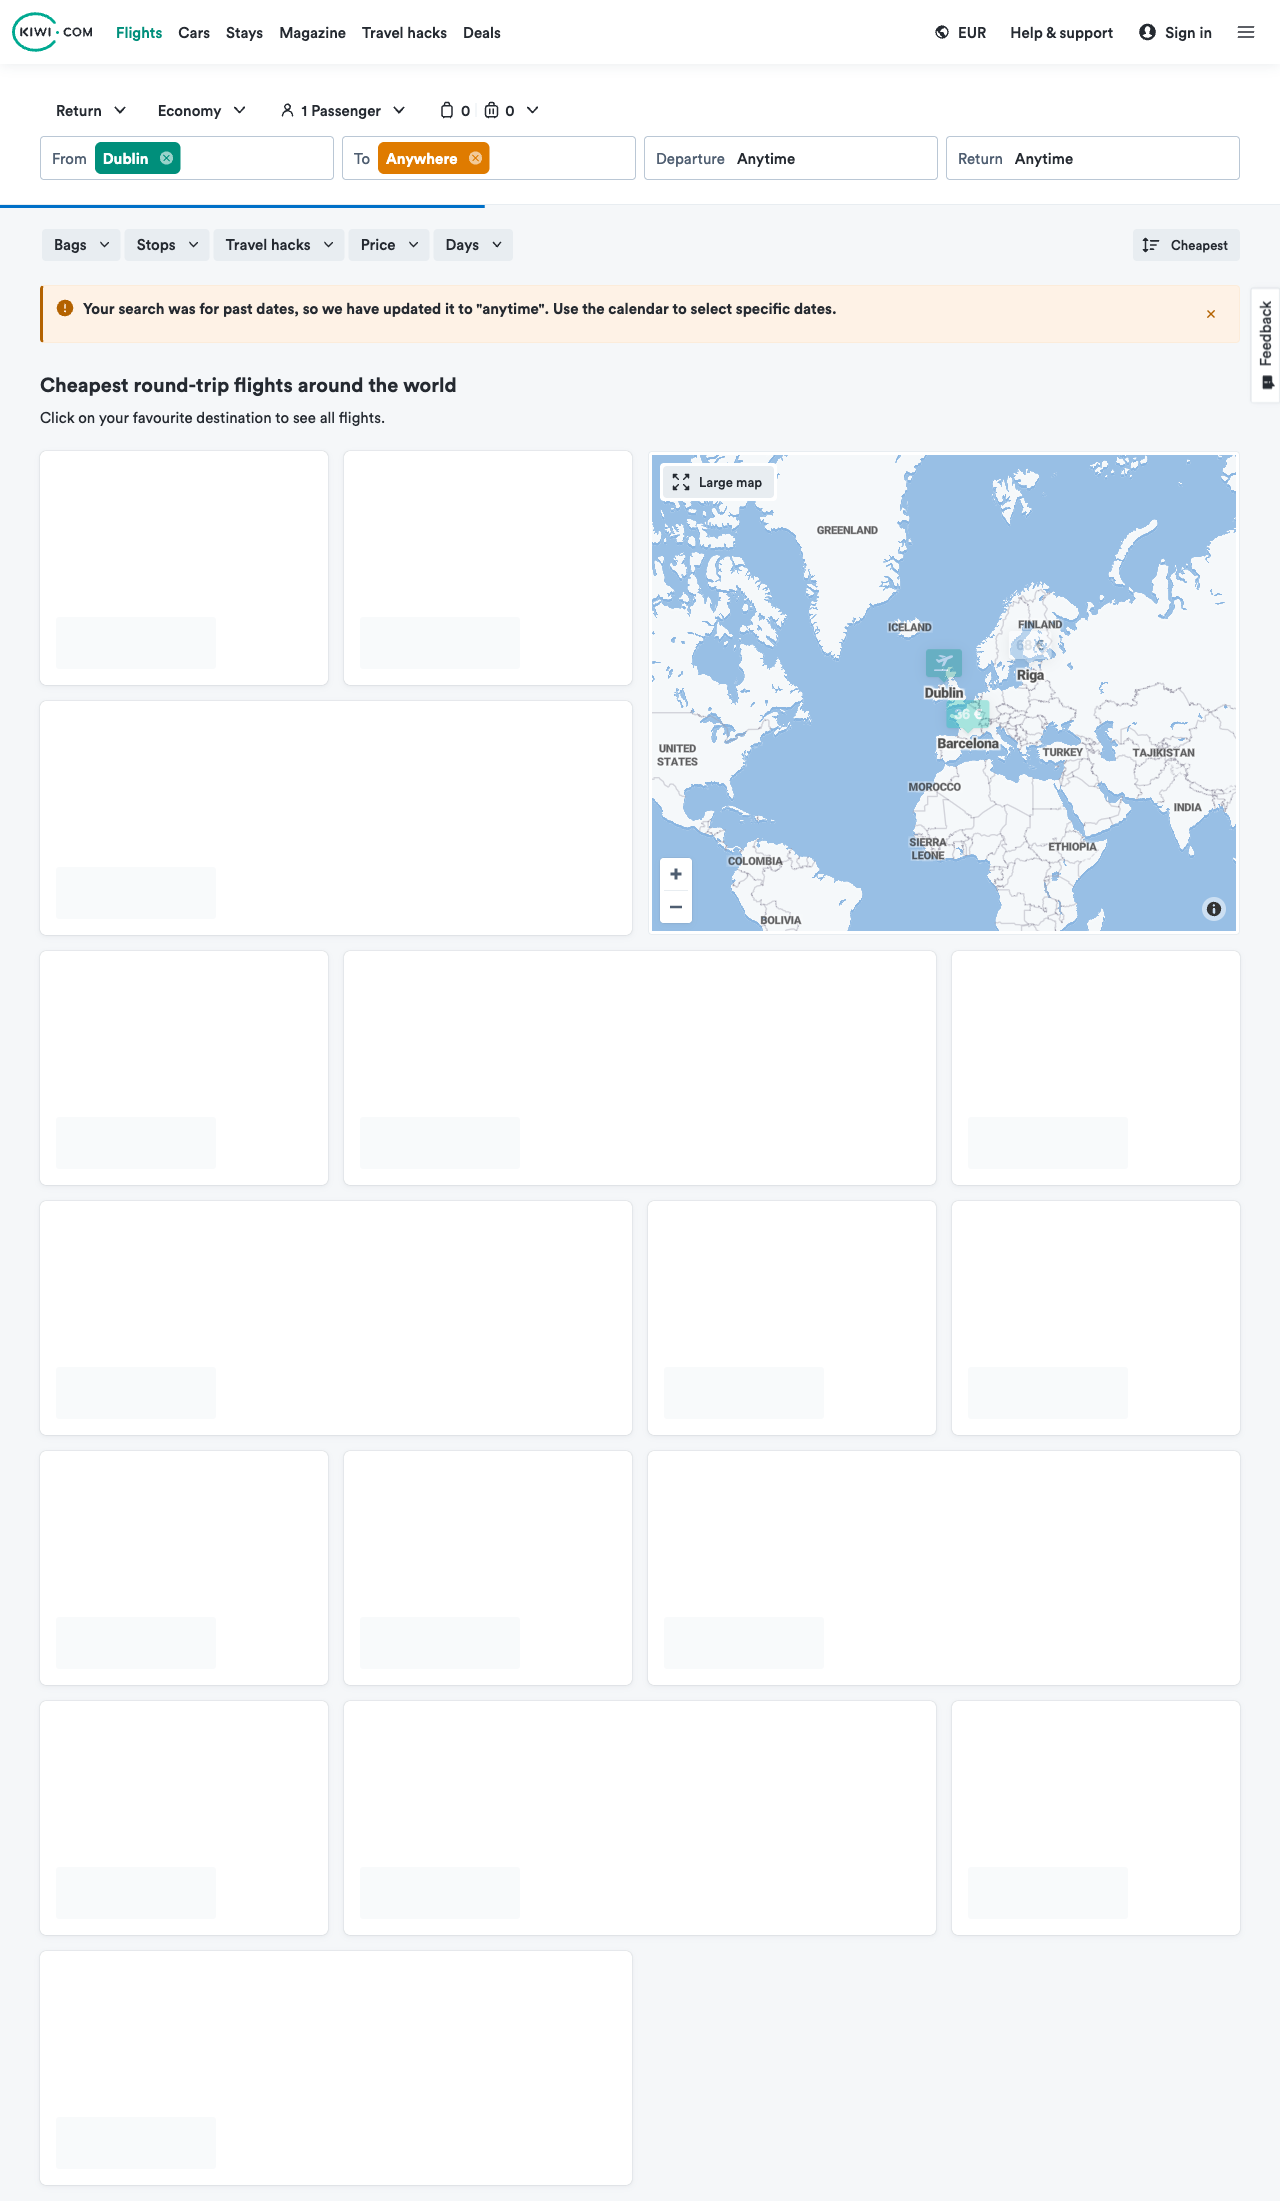 KIWI.COM
Flights Cars Stays Magazine Travel hacks Deals
EUR Help & support Sign in
Return Economy 1 Passenger 0 0
From Dublin
To Anywhere
Departure Anytime
Return Anytime
Bags Stops Travel hacks Price Days
Cheapest
Your search was for past dates, so we have updated it to "anytime". Use the calendar to select specific dates.
Feedback
Cheapest round-trip flights around the world
Click on your favourite destination to see all flights.
Large map
GREENLAND
ICELAND
FINLAND
68 €
Riga
Dublin
36 €
Barcelona
UNITED
STATES
TURKEY
TAJIKISTAN
MOROCCO
INDIA
SIERRA
LEONE
ETHIOPIA
COLOMBIA
BOLIVIA